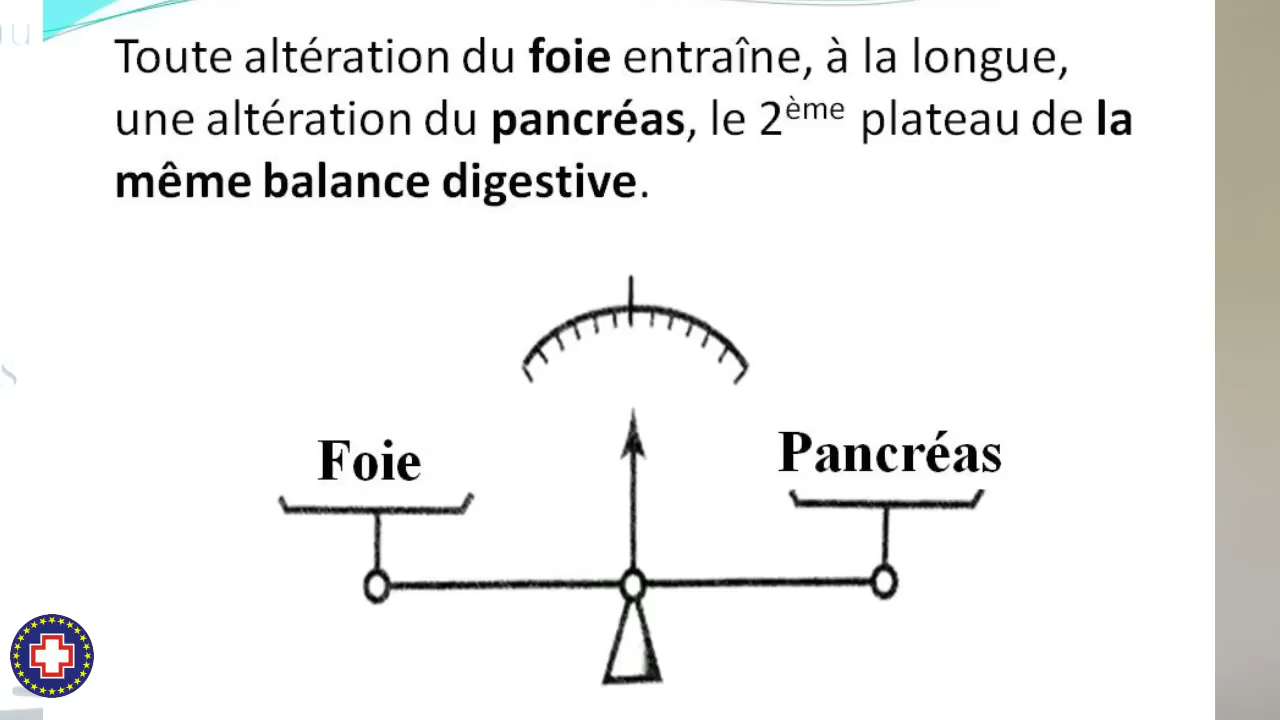 Toute altération du foie entraîne, à la longue,
une altération du pancréas, le 2ème plateau de la
même balance digestive.
Foie
Pancréas